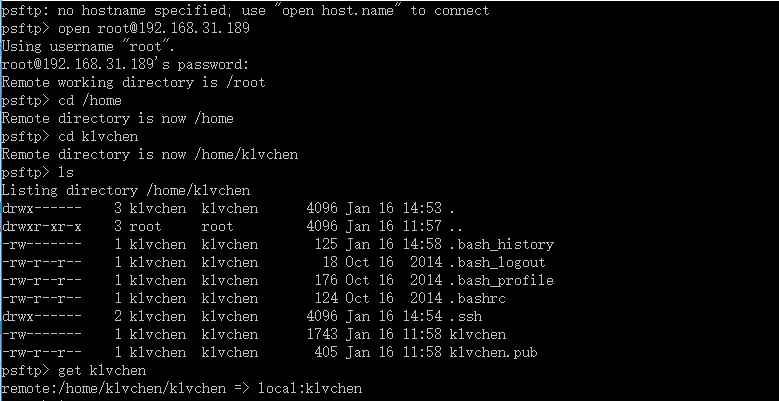 psftp: no hostname specified; use "open host.name" to connect
psftp> open root@192.168.31.189
Using username "root".
root@192.168.31.189's password:
Remote working directory is /root
psftp> cd /home
Remote directory is now /home
psftp> cd klvchen
Remote directory is now /home/klvchen
psftp> ls
Listing directory /home/klvchen
drwx------    3 klvchen  klvchen      4096 Jan 16 14:53 .
drwxr-xr-x    3 root     root         4096 Jan 16 11:57 ..
-rw-------    1 klvchen  klvchen       125 Jan 16 14:58 .bash_history
-rw-r--r--    1 klvchen  klvchen        18 Oct 16  2014 .bash_logout
-rw-r--r--    1 klvchen  klvchen       176 Oct 16  2014 .bash_profile
-rw-r--r--    1 klvchen  klvchen       124 Oct 16  2014 .bashrc
drwx------    2 klvchen  klvchen      4096 Jan 16 14:54 .ssh
-rw-------    1 klvchen  klvchen      1743 Jan 16 11:58 klvchen
-rw-r--r--    1 klvchen  klvchen       405 Jan 16 11:58 klvchen.pub
psftp> get klvchen
remote:/home/klvchen/klvchen => local:klvchen